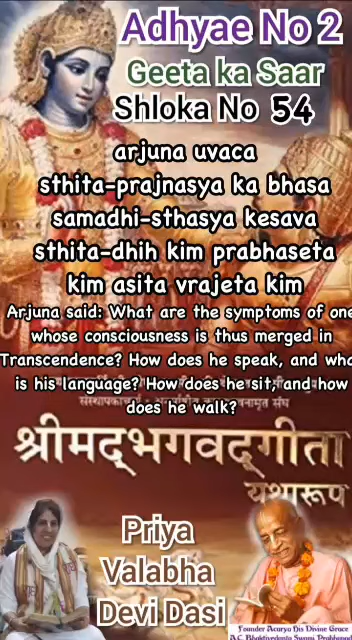 Adhyae No 2
Geeta ka Saar
Shloka No 54
arjuna uvaca
sthita-prajnasya ka bhasa
samadhi-sthasya kesava
sthita-dhih kim prabhaseta
kim asita vrajeta kim
Arjuna said: What are the symptoms of one
whose consciousness is thus merged in
Transcendence? How does he speak, and wha
is his language? How does he sit, and how
does he walk?
श्रीमद्भगवद्गीता
यथारूप
Priya
Valabha
Devi Dasi
Founder Acarya His Divine Grace
A.C. Bhaktivedanta Swami Prabhupad